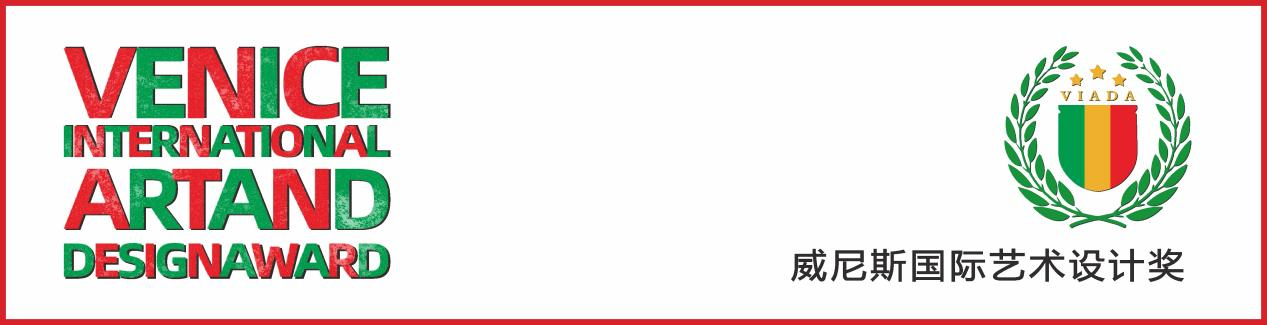 VENICE
INTERNATIONAL
ARTAND
DESIGNAWARD
VIADA
威尼斯国际艺术设计奖